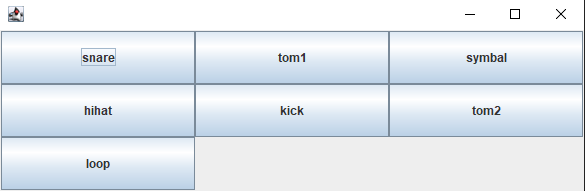 snare tom1 symbal
hihat kick tom2
loop